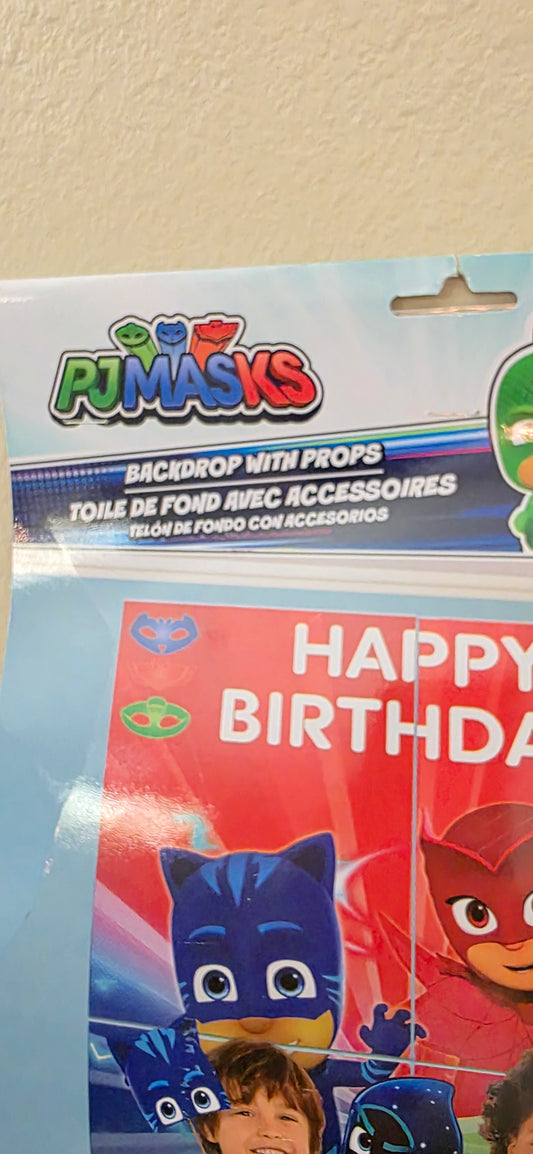 PJMASKS
BACKDROP WITH PROPS
TOILE DE FOND AVEC ACCESSOIRES
TELÓN DE FONDO CON ACCESORIOS
HAPPY
BIRTHDA